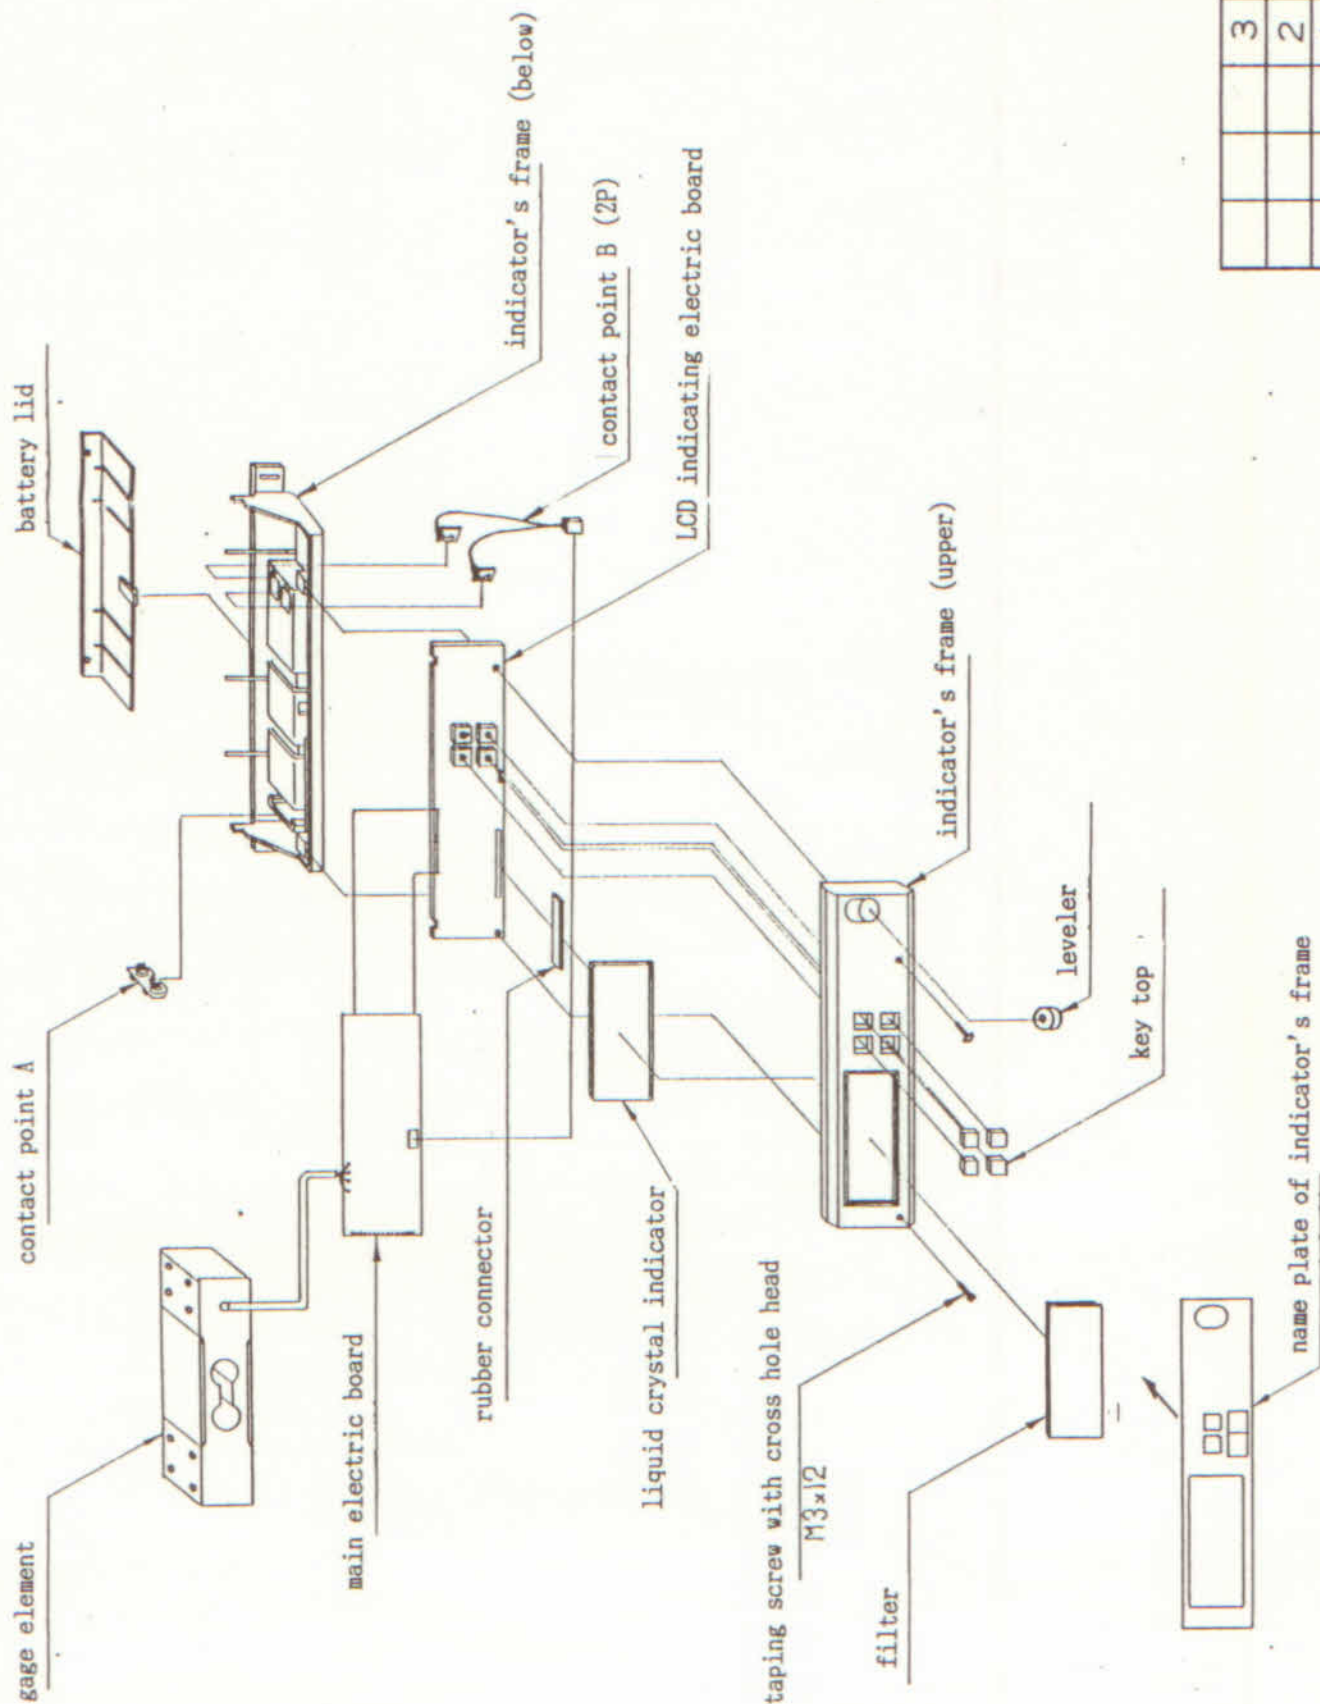 gage element
contact point A
battery lid
main electric board
indicator's frame (below)
contact point B (2P)
rubber connector
LCD indicating electric board
liquid crystal indicator
taping screw with cross hole head
M3x12
indicator's frame (upper)
filter
leveler
key top
name plate of indicator's frame
3
2